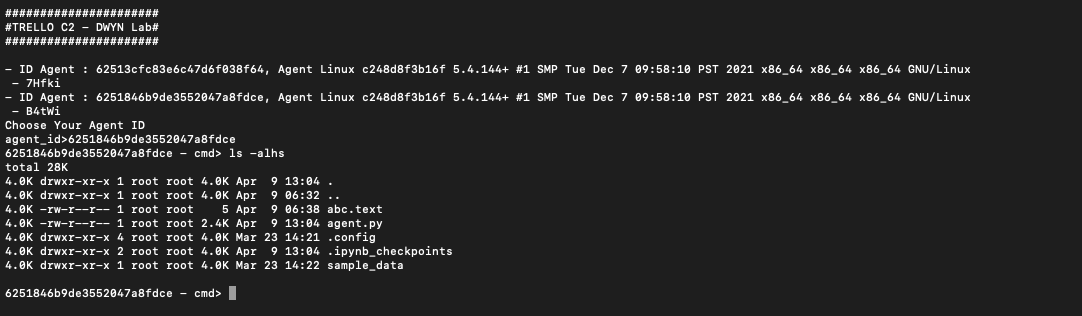 ######################
#TRELLO C2 - DWYN Lab#
######################
- ID Agent : 62513cfc83e6c47d6f038f64, Agent Linux c248d8f3b16f 5.4.144+ #1 SMP Tue Dec 7 09:58:10 PST 2021 x86_64 x86_64 x86_64 GNU/Linux
- 7Hfki
- ID Agent : 6251846b9de3552047a8fdce, Agent Linux c248d8f3b16f 5.4.144+ #1 SMP Tue Dec 7 09:58:10 PST 2021 x86_64 x86_64 x86_64 GNU/Linux
- B4tWi
Choose Your Agent ID
agent_id>6251846b9de3552047a8fdce
6251846b9de3552047a8fdce - cmd> ls -alhs
total 28K
4.0K drwxr-xr-x 1 root root 4.0K Apr  9 13:04 .
4.0K drwxr-xr-x 1 root root 4.0K Apr  9 06:32 ..
4.0K -rw-r--r-- 1 root root    5 Apr  9 06:38 abc.text
4.0K -rw-r--r-- 1 root root 2.4K Apr  9 13:04 agent.py
4.0K drwxr-xr-x 4 root root 4.0K Mar 23 14:21 .config
4.0K drwxr-xr-x 2 root root 4.0K Apr  9 13:04 .ipynb_checkpoints
4.0K drwxr-xr-x 1 root root 4.0K Mar 23 14:22 sample_data
6251846b9de3552047a8fdce - cmd>